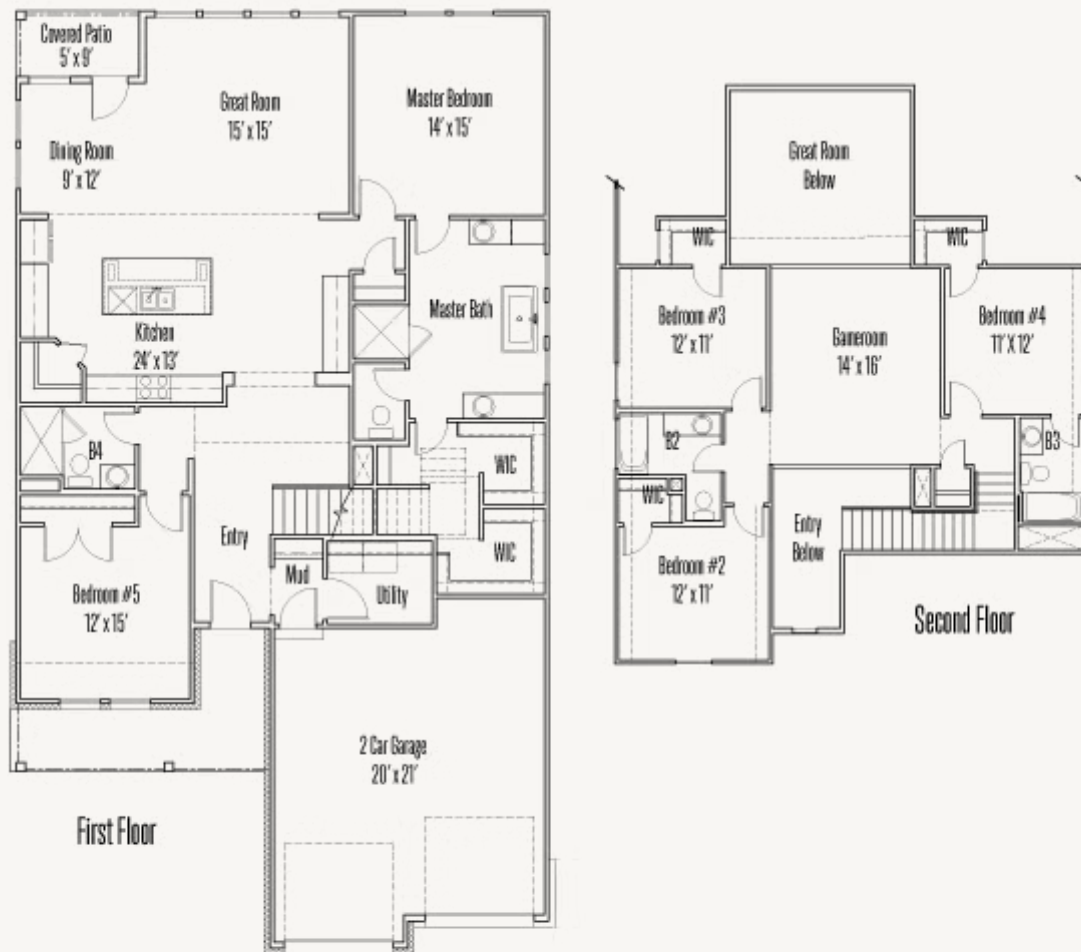 Covered Patio
5' x 9'
Great Room
15' x 15'
Master Bedroom
14' x 15'
Dining Room
9' x 12'
Kitchen
24' x 13'
Master Bath
B4
WIC
WIC
Entry
Mud
Utility
Bedroom #5
12' x 15'
2 Car Garage
20' x 21'
First Floor
Great Room
Below
WIC
WIC
Bedroom #3
12' x 11'
Gameroom
14' x 16'
Bedroom #4
11' X 12'
B2
B3
WIC
Entry
Below
Bedroom #2
12' x 11'
Second Floor